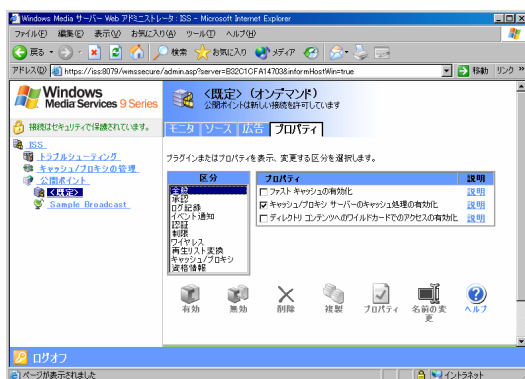 Windows Media サーバー Web アドミニストレータ : ISS - Microsoft Internet Explorer
ファイル(F) 編集(E) 表示(V) お気に入り(A) ツール(T) ヘルプ(H)
戻る 検索 お気に入り メディア
アドレス(D) https://iss:8079/wmssecure/admin.asp?server=B32C1CFA14703&informHostWin=true 移動 リンク »
Windows
Media Services 9 Series
接続はセキュリティで保護されています。
ISS
トラブルシューティング
キャッシュ/プロキシの管理
公開ポイント
<既定>
Sample Broadcast
<既定> (オンデマンド)
公開ポイントは新しい接続を許可しています
モニタ ソース 広告 プロパティ
プラグインまたはプロパティを表示、変更する区分を選択します。
区分
全般
承認
ログ記録
イベント通知
認証
制限
ワイヤレス
再生リスト変換
キャッシュ/プロキシ
資格情報
プロパティ 説明
ファスト キャッシュの有効化 説明
キャッシュ/プロキシ サーバーのキャッシュ処理の有効化 説明
ディレクトリ コンテンツへのワイルドカードでのアクセスの有効化 説明
有効 無効 削除 複製 プロパティ 名前の変更 ヘルプ
ログオフ
ページが表示されました イントラネット